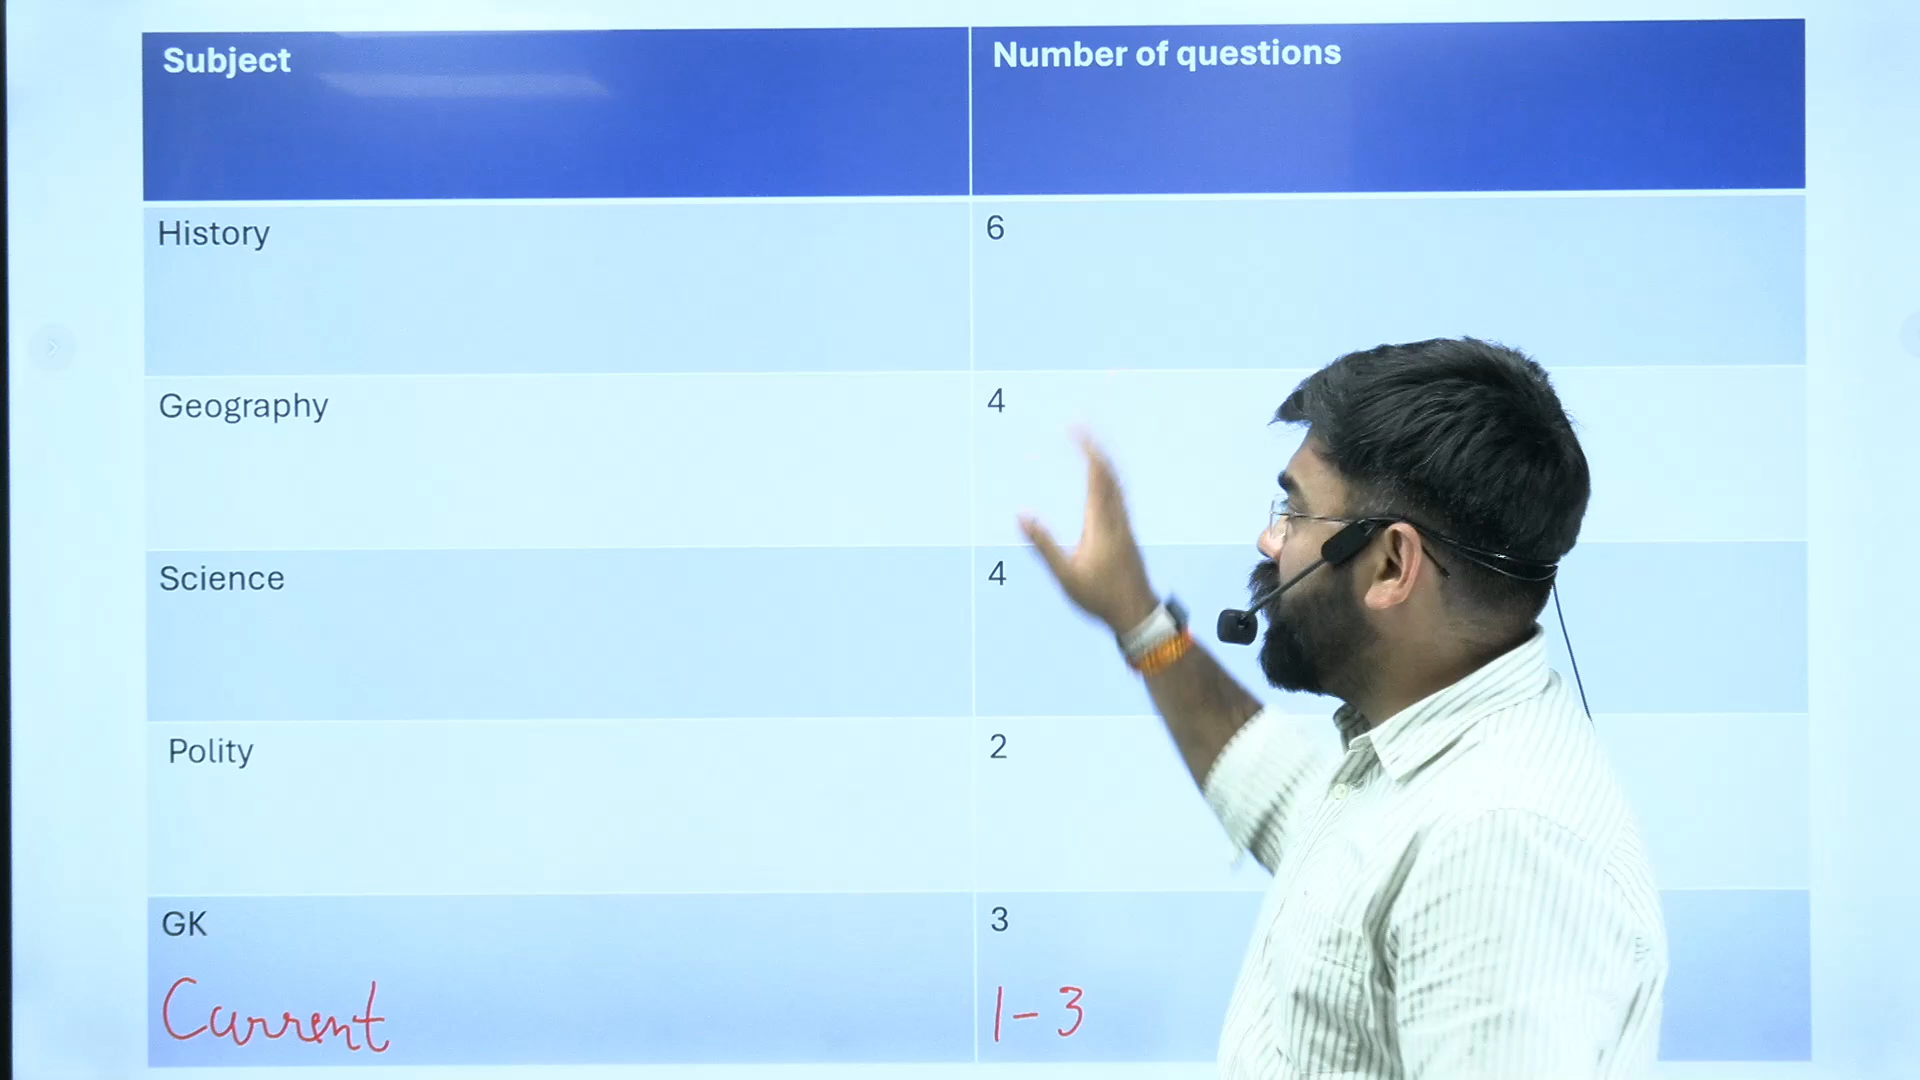 Subject Number of questions
History 6
Geography 4
Science 4
Polity 2
GK 3
Current 1-3